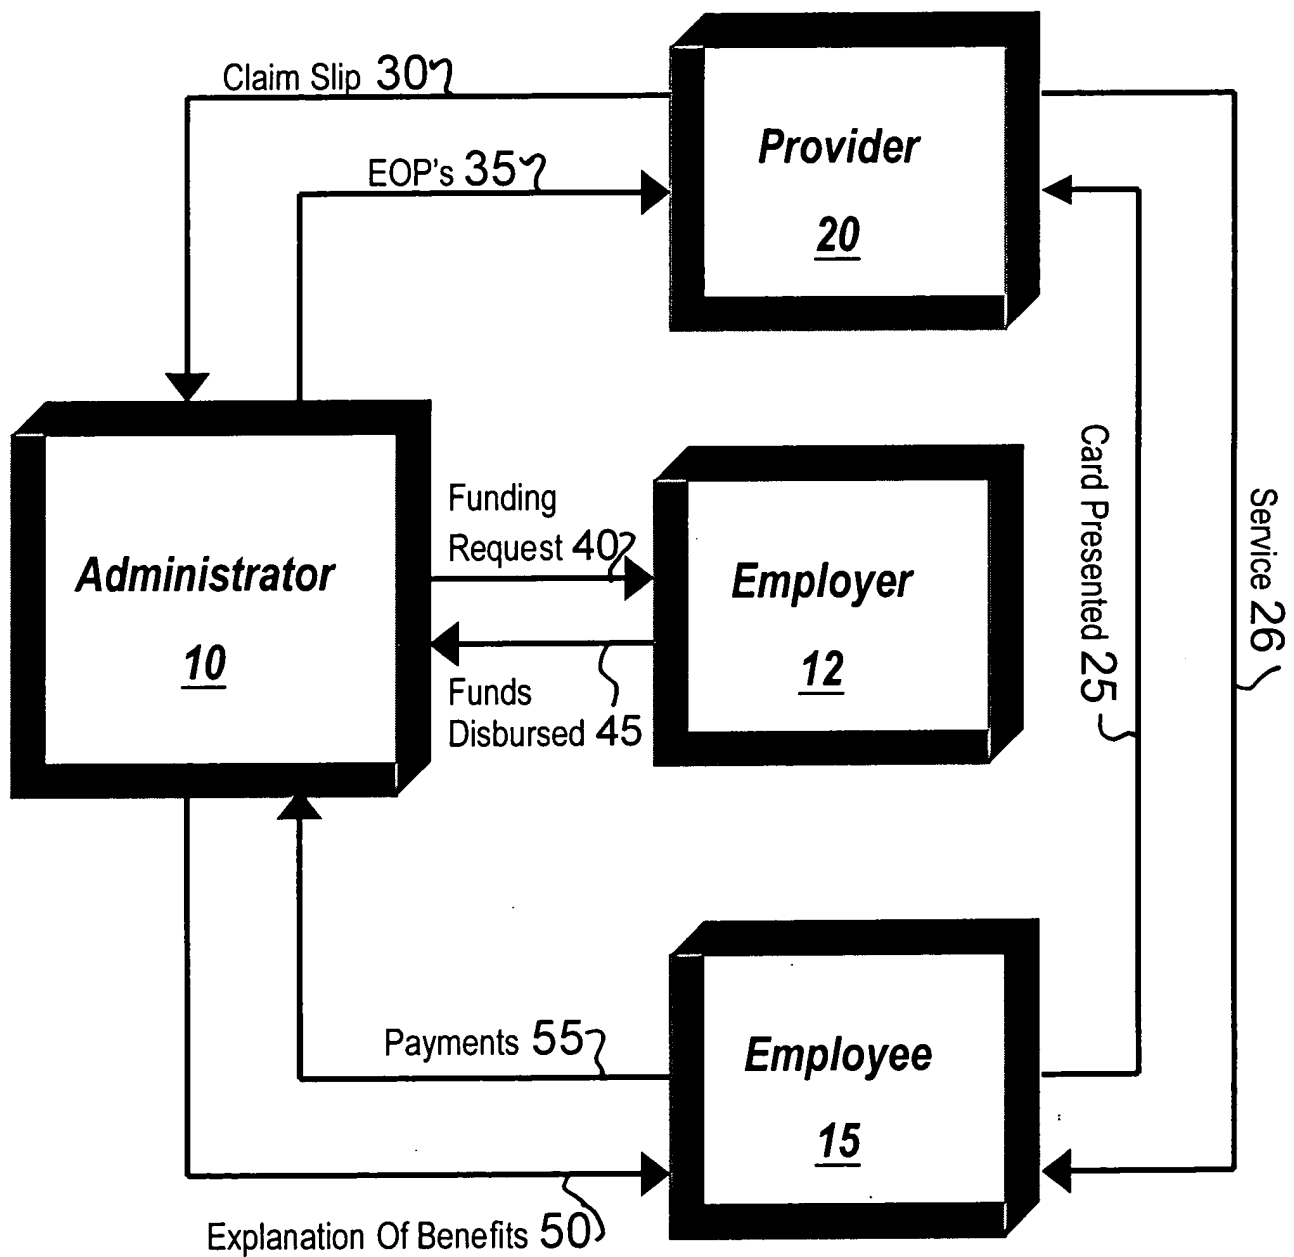 Claim Slip 30
EOP's 35
Provider
20
Funding
Request 40
Administrator
10
Employer
12
Funds
Disbursed 45
Card Presented 25
Service 26
Payments 55
Employee
15
Explanation Of Benefits 50